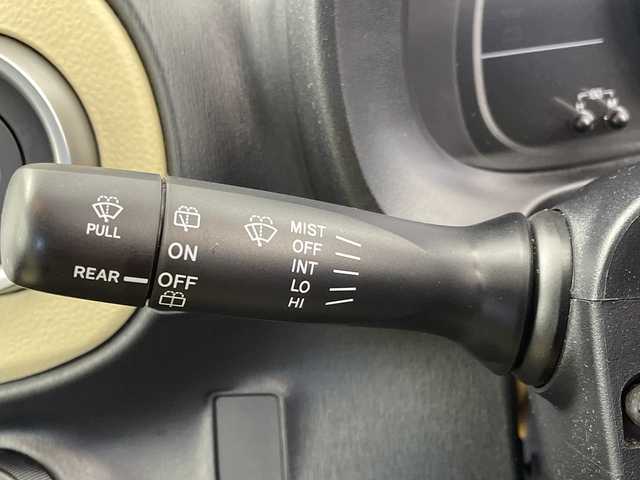 PULL
REAR
ON
OFF
MIST
OFF
INT
LO
HI